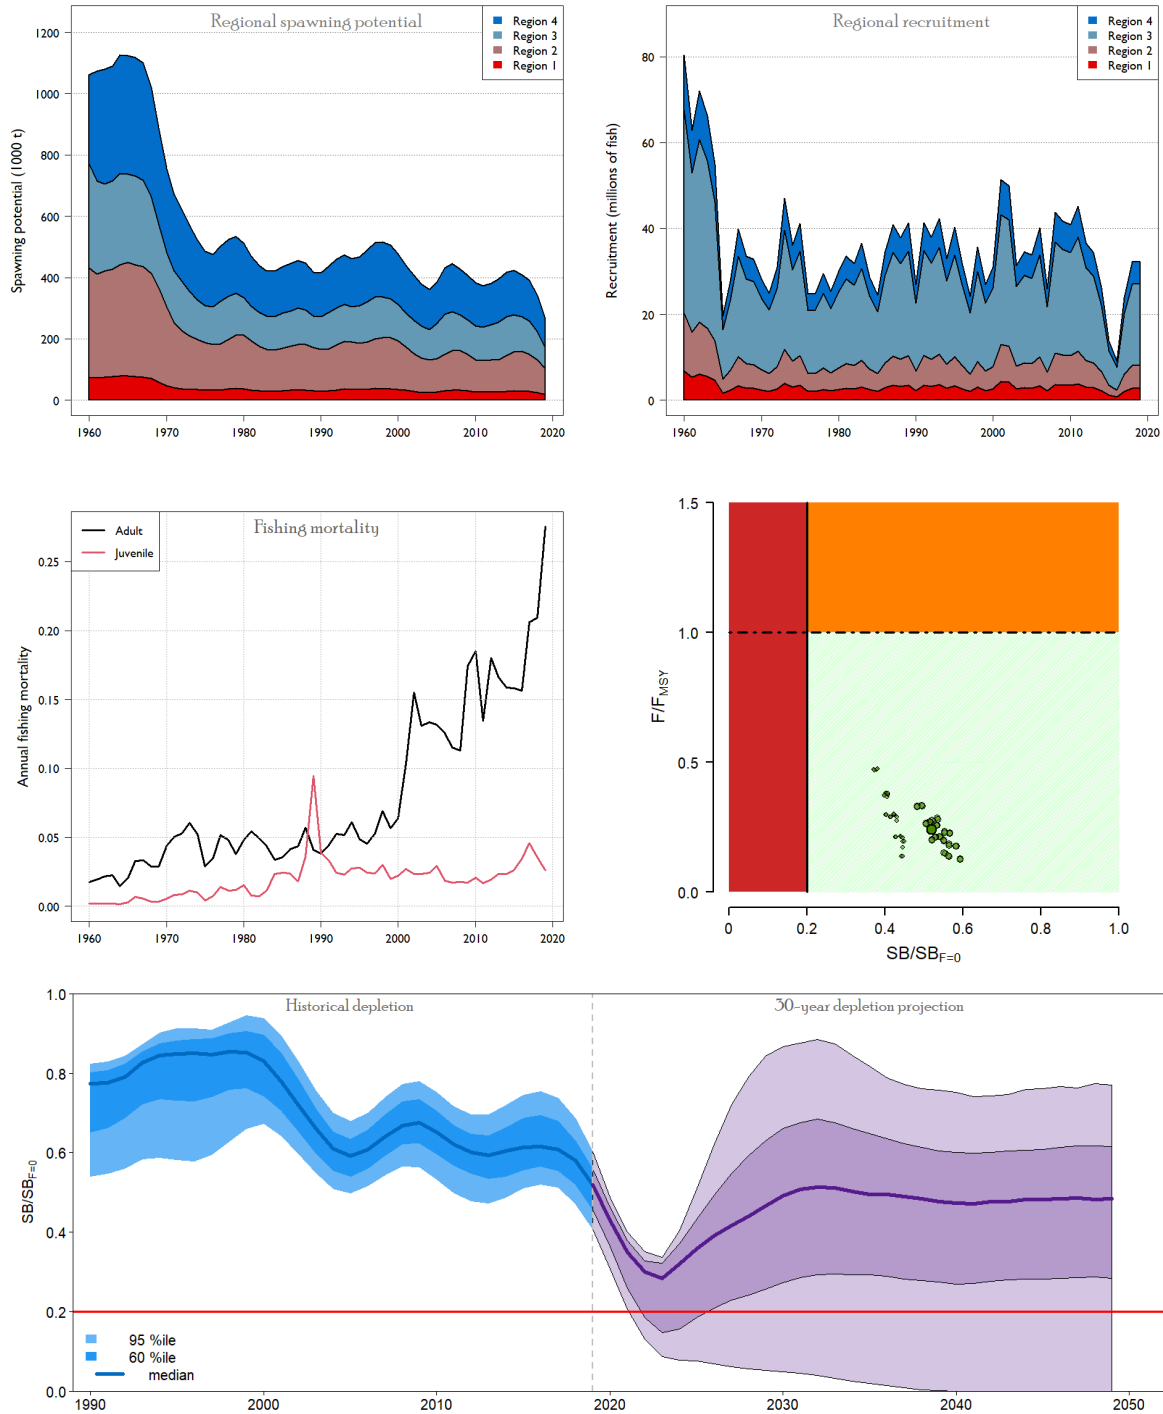 Regional spawning potential
Region 4
Region 3
Region 2
Region 1
Spawning potential (1000 t)
1200
1000
800
600
400
200
0
1960 1970 1980 1990 2000 2010 2020
Regional recruitment
Region 4
Region 3
Region 2
Region 1
Recruitment (millions of fish)
80
60
40
20
0
1960 1970 1980 1990 2000 2010 2020
Fishing mortality
Adult
Juvenile
Annual fishing mortality
0.25
0.20
0.15
0.10
0.05
0.00
1960 1970 1980 1990 2000 2010 2020
F/FMSY
1.5
1.0
0.5
0.0
0 0.2 0.4 0.6 0.8 1.0
SB/SBF=0
Historical depletion
30-year depletion projection
SB/SBF=0
1.0
0.8
0.6
0.4
0.2
0.0
95 %ile
60 %ile
median
1990 2000 2010 2020 2030 2040 2050